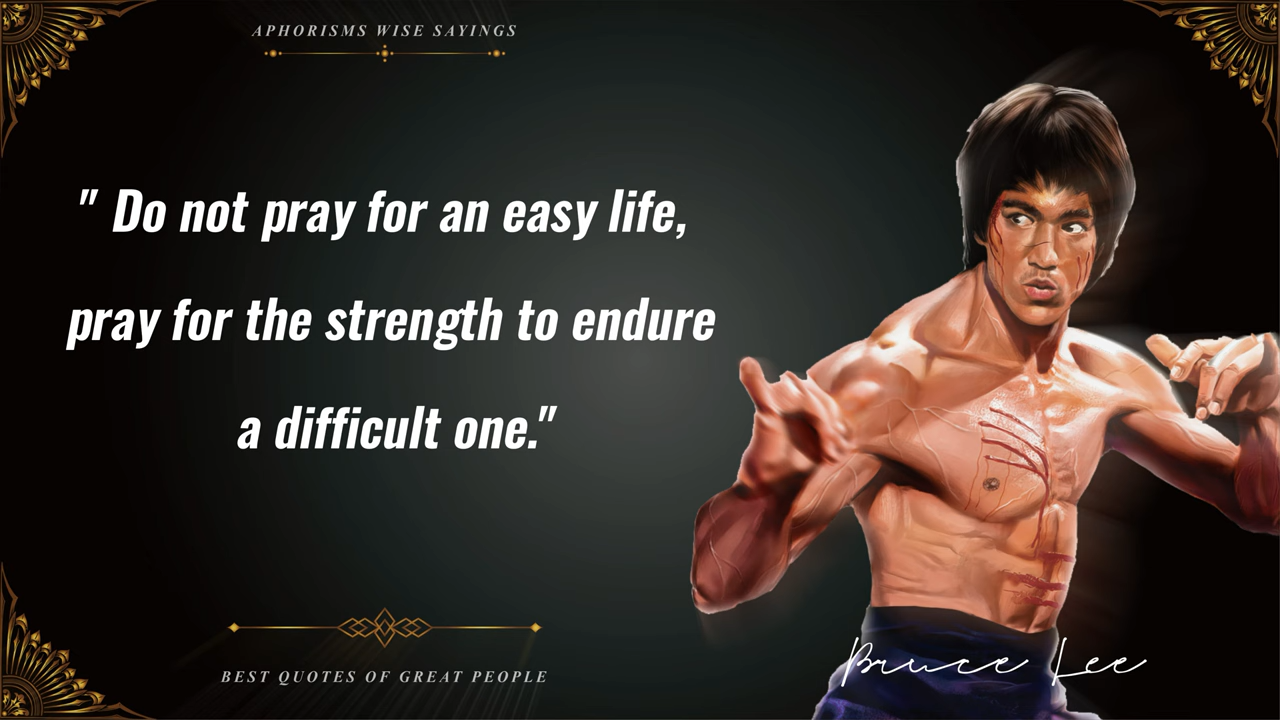 APHORISMS WISE SAYINGS
" Do not pray for an easy life,
pray for the strength to endure
a difficult one."
BEST QUOTES OF GREAT PEOPLE
Bruce Lee